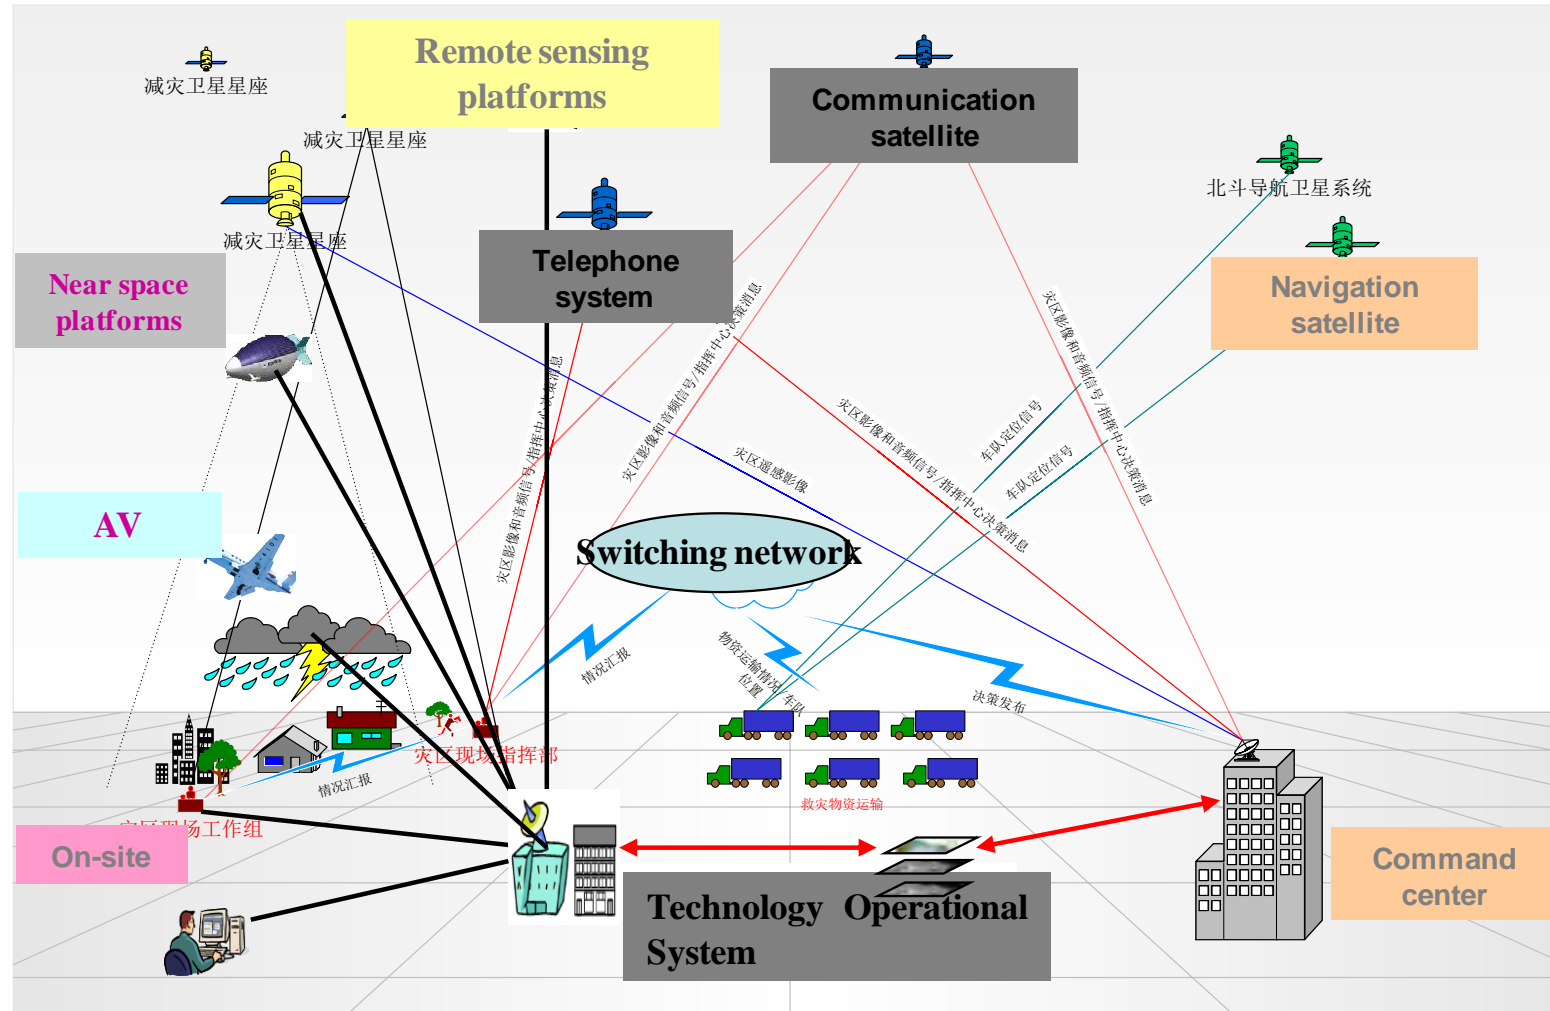 Remote sensing
platforms
减灾卫星星座
减灾卫星星座
Communication
satellite
北斗导航卫星系统
减灾卫星星座
Telephone
system
Near space
platforms
Navigation
satellite
灾区影像和音频信号/指挥中心决策消息
灾区影像和音频信号/指挥中心决策消息
灾区影像和音频信号/指挥中心决策消息
灾区影像和音频信号/指挥中心决策消息
车队定位信号
车队定位信号
灾区遥感影像
AV
Switching network
情况汇报
物资运输情况/车队
位置
决策发布
灾区现场指挥部
情况汇报
救灾物资运输
灾区现场工作组
On-site
Command
center
Technology Operational
System